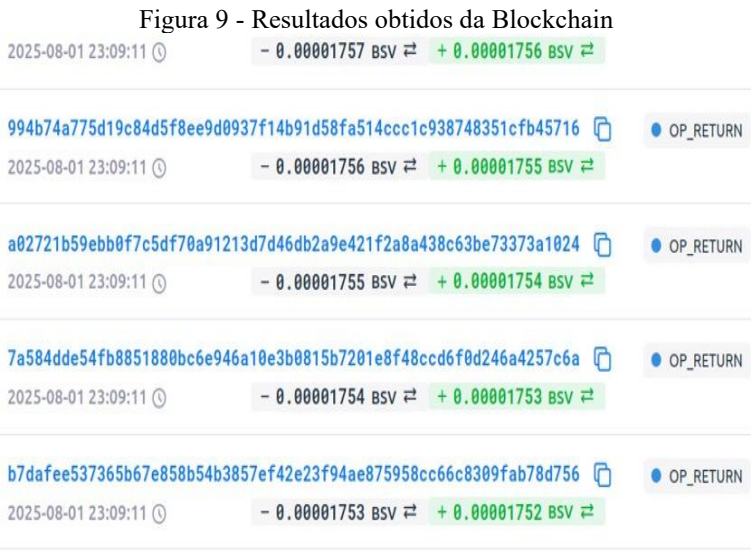 Figura 9 - Resultados obtidos da Blockchain
2025-08-01 23:09:11 − 0.00001757 BSV ⇄ + 0.00001756 BSV ⇄
994b74a775d19c84d5f8ee9d0937f14b91d58fa514ccc1c938748351cfb45716 OP_RETURN
2025-08-01 23:09:11 − 0.00001756 BSV ⇄ + 0.00001755 BSV ⇄
a02721b59ebb0f7c5df70a91213d7d46db2a9e421f2a8a438c63be73373a1024 OP_RETURN
2025-08-01 23:09:11 − 0.00001755 BSV ⇄ + 0.00001754 BSV ⇄
7a584dde54fb8851880bc6e946a10e3b0815b7201e8f48ccd6f0d246a4257c6a OP_RETURN
2025-08-01 23:09:11 − 0.00001754 BSV ⇄ + 0.00001753 BSV ⇄
b7dafee537365b67e858b54b3857ef42e23f94ae875958cc66c8309fab78d756 OP_RETURN
2025-08-01 23:09:11 − 0.00001753 BSV ⇄ + 0.00001752 BSV ⇄